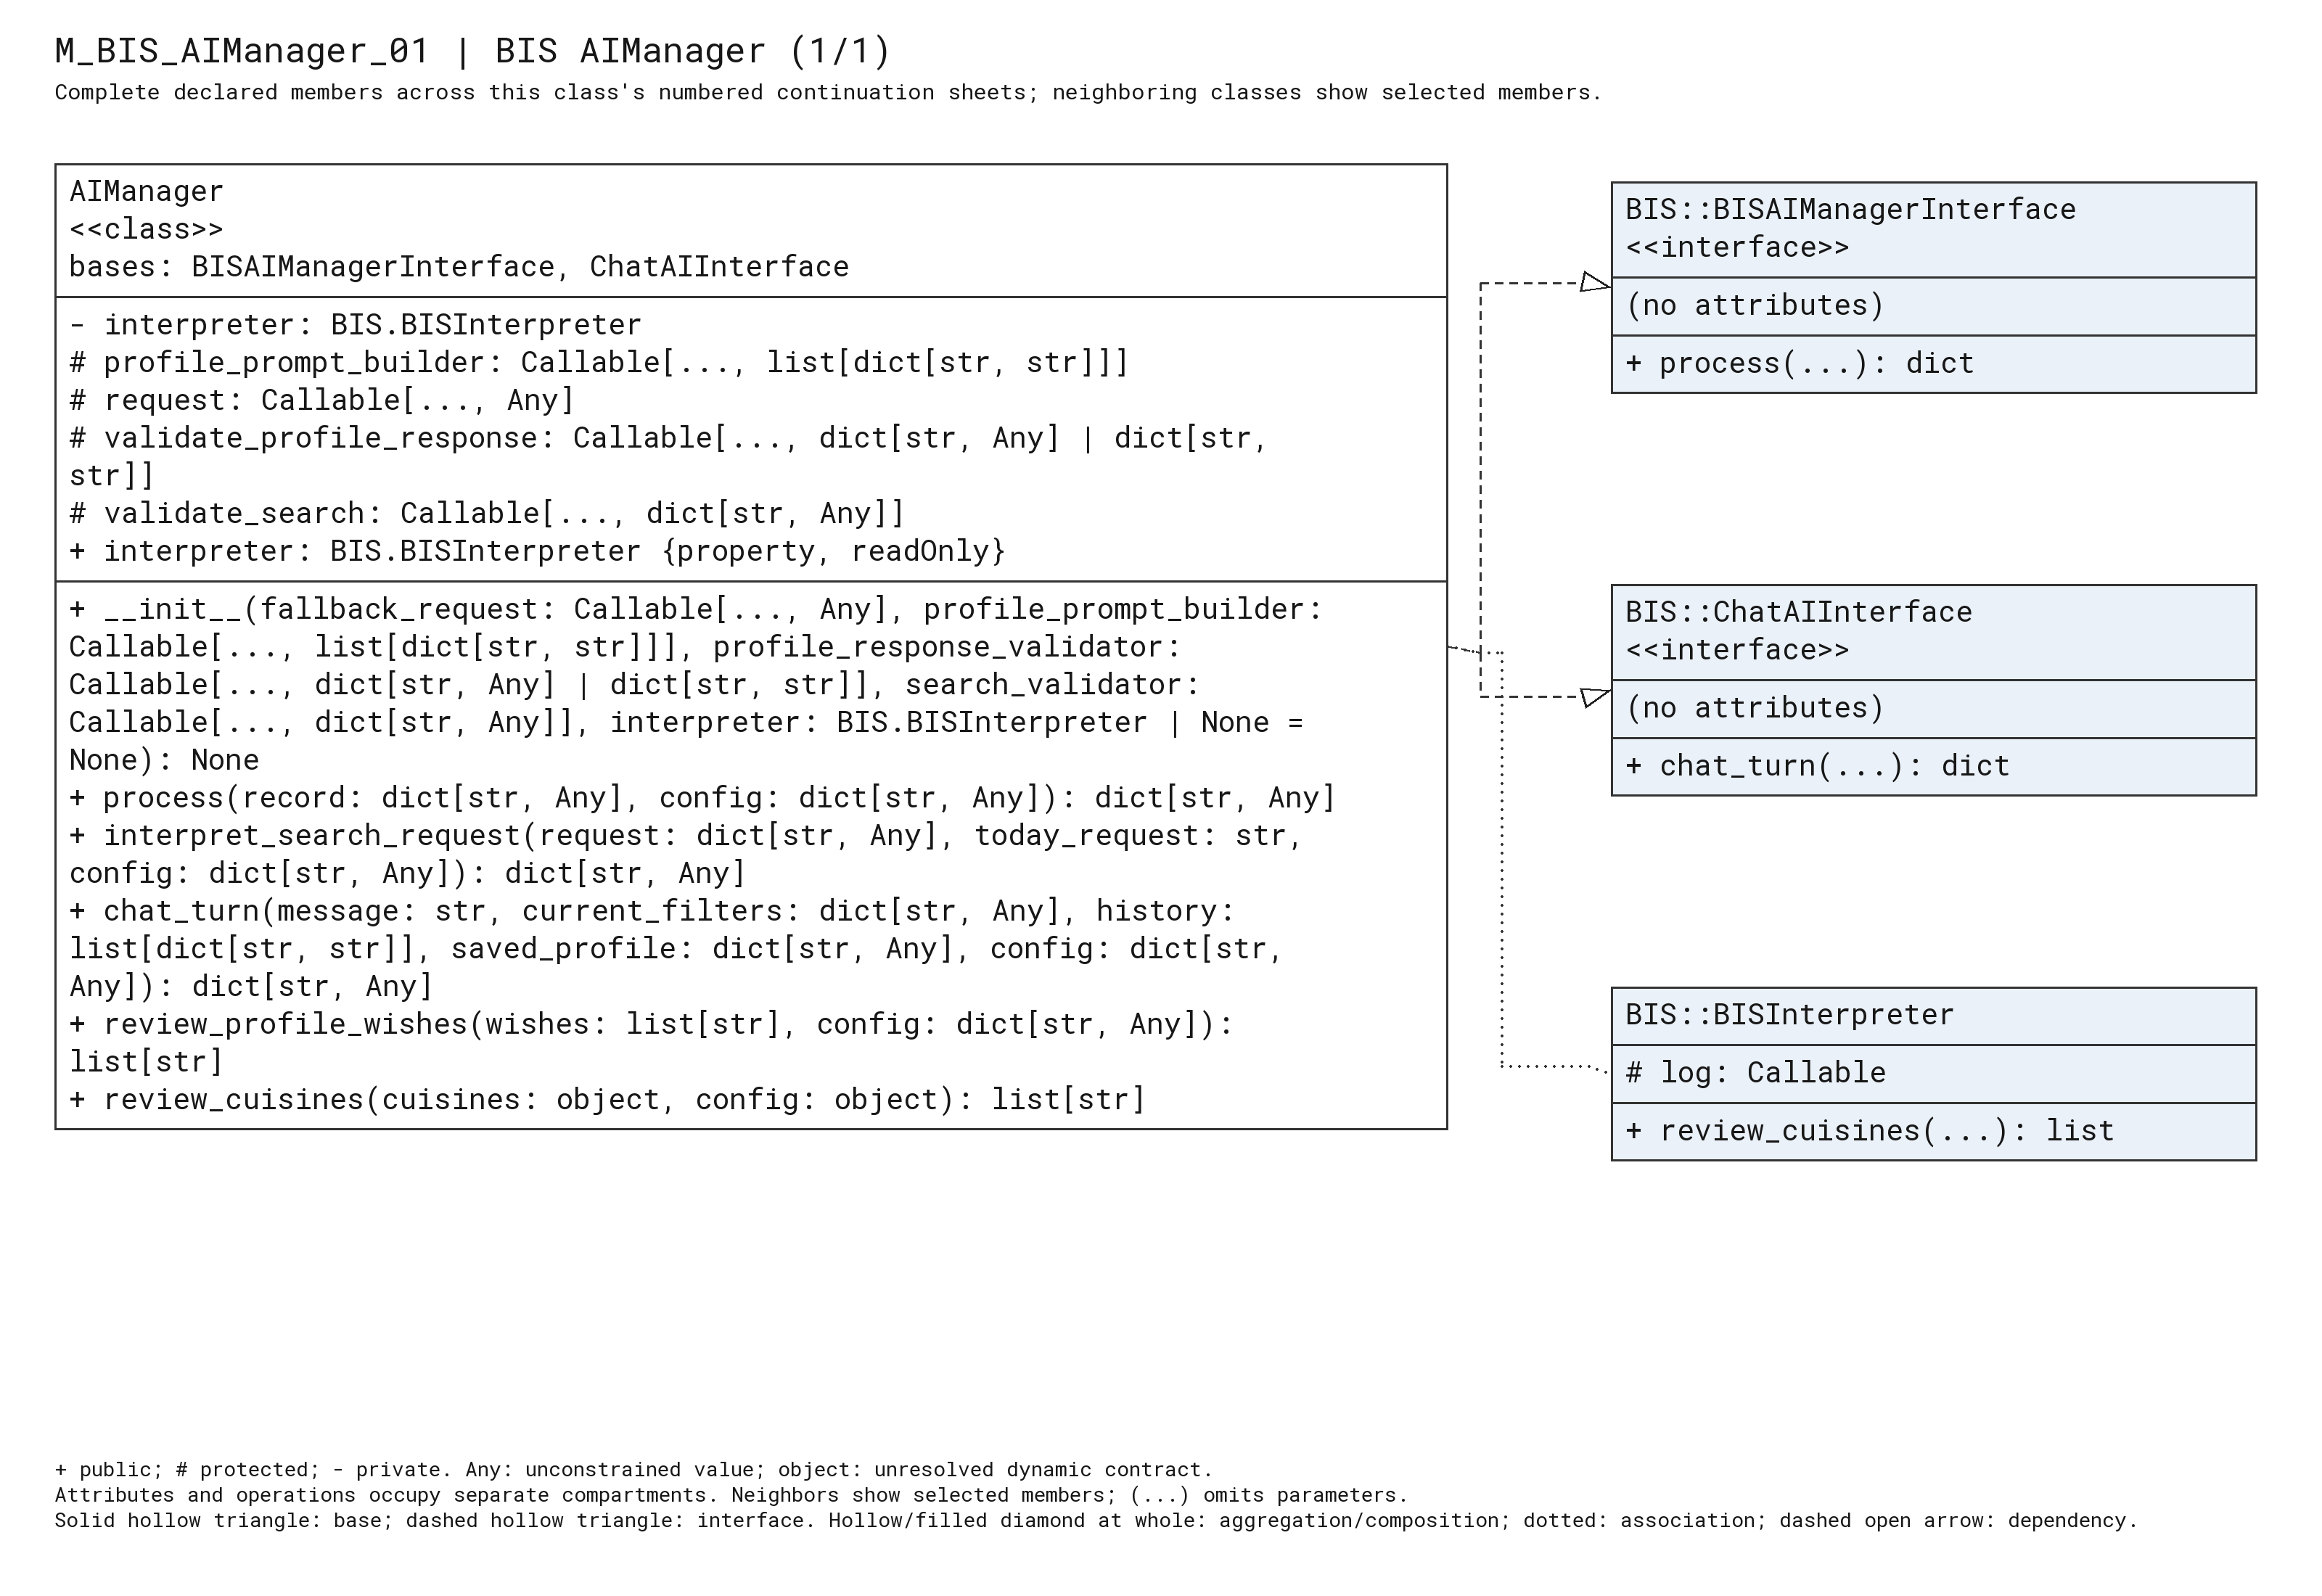 M_BIS_AIManager_01 | BIS AIManager (1/1)
Complete declared members across this class's numbered continuation sheets; neighboring classes show selected members.
AIManager
<<class>>
bases: BISAIManagerInterface, ChatAIInterface
- interpreter: BIS.BISInterpreter
# profile_prompt_builder: Callable[..., list[dict[str, str]]]
# request: Callable[..., Any]
# validate_profile_response: Callable[..., dict[str, Any] | dict[str,
str]]
# validate_search: Callable[..., dict[str, Any]]
+ interpreter: BIS.BISInterpreter {property, readOnly}
+ __init__(fallback_request: Callable[..., Any], profile_prompt_builder:
Callable[..., list[dict[str, str]]], profile_response_validator:
Callable[..., dict[str, Any] | dict[str, str]], search_validator:
Callable[..., dict[str, Any]], interpreter: BIS.BISInterpreter | None =
None): None
+ process(record: dict[str, Any], config: dict[str, Any]): dict[str, Any]
+ interpret_search_request(request: dict[str, Any], today_request: str,
config: dict[str, Any]): dict[str, Any]
+ chat_turn(message: str, current_filters: dict[str, Any], history:
list[dict[str, str]], saved_profile: dict[str, Any], config: dict[str,
Any]): dict[str, Any]
+ review_profile_wishes(wishes: list[str], config: dict[str, Any]):
list[str]
+ review_cuisines(cuisines: object, config: object): list[str]
BIS::BISAIManagerInterface
<<interface>>
(no attributes)
+ process(...): dict
BIS::ChatAIInterface
<<interface>>
(no attributes)
+ chat_turn(...): dict
BIS::BISInterpreter
# log: Callable
+ review_cuisines(...): list
+ public; # protected; - private. Any: unconstrained value; object: unresolved dynamic contract.
Attributes and operations occupy separate compartments. Neighbors show selected members; (...) omits parameters.
Solid hollow triangle: base; dashed hollow triangle: interface. Hollow/filled diamond at whole: aggregation/composition; dotted: association; dashed open arrow: dependency.